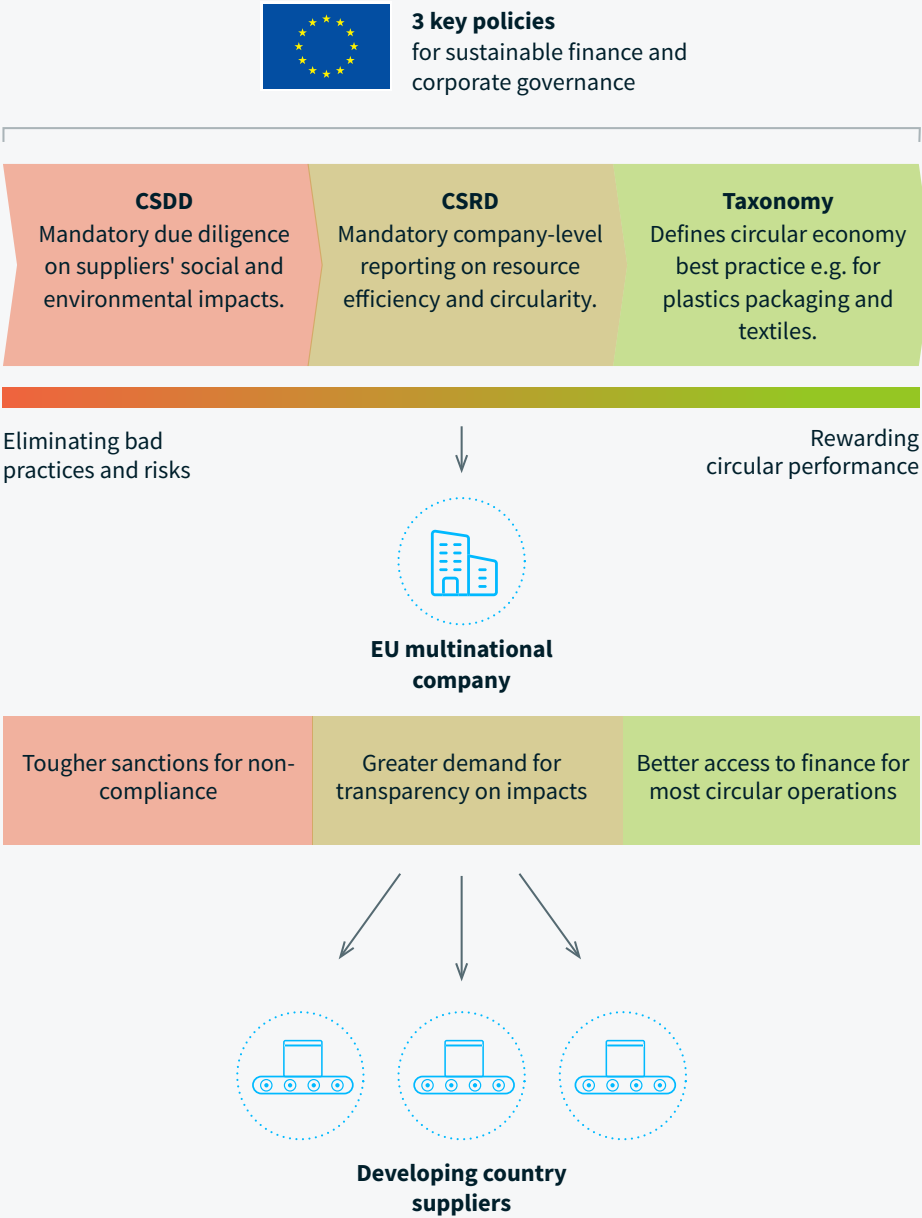 3 key policies
for sustainable finance and
corporate governance
CSDD
Mandatory due diligence
on suppliers' social and
environmental impacts.
CSRD
Mandatory company-level
reporting on resource
efficiency and circularity.
Taxonomy
Defines circular economy
best practice e.g. for
plastics packaging and
textiles.
Eliminating bad
practices and risks
Rewarding
circular performance
EU multinational
company
Tougher sanctions for non-
compliance
Greater demand for
transparency on impacts
Better access to finance for
most circular operations
Developing country
suppliers